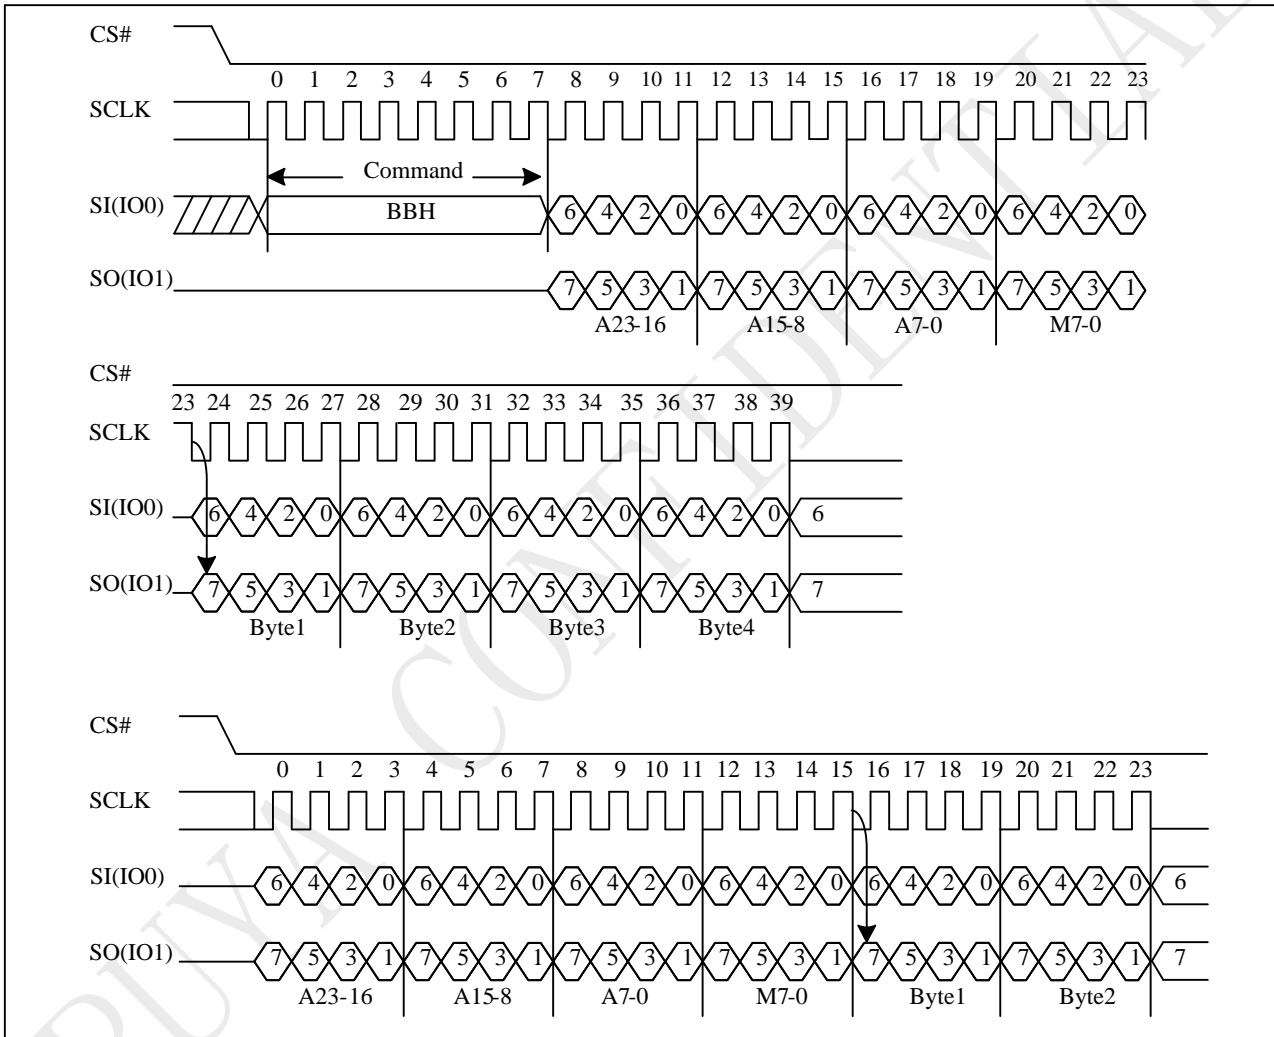 CS#
0 1 2 3 4 5 6 7 8 9 10 11 12 13 14 15 16 17 18 19 20 21 22 23
SCLK
Command
SI(IO0) BBH 6 4 2 0 6 4 2 0 6 4 2 0 6 4 2 0
SO(IO1) 7 5 3 1 7 5 3 1 7 5 3 1 7 5 3 1
A23-16 A15-8 A7-0 M7-0
CS#
23 24 25 26 27 28 29 30 31 32 33 34 35 36 37 38 39
SCLK
SI(IO0) 6 4 2 0 6 4 2 0 6 4 2 0 6 4 2 0 6
SO(IO1) 7 5 3 1 7 5 3 1 7 5 3 1 7 5 3 1 7
Byte1 Byte2 Byte3 Byte4
CS#
0 1 2 3 4 5 6 7 8 9 10 11 12 13 14 15 16 17 18 19 20 21 22 23
SCLK
SI(IO0) 6 4 2 0 6 4 2 0 6 4 2 0 6 4 2 0 6 4 2 0 6 4 2 0 6
SO(IO1) 7 5 3 1 7 5 3 1 7 5 3 1 7 5 3 1 7 5 3 1 7 5 3 1 7
A23-16 A15-8 A7-0 M7-0 Byte1 Byte2
PUYA CONFIDENTIAL